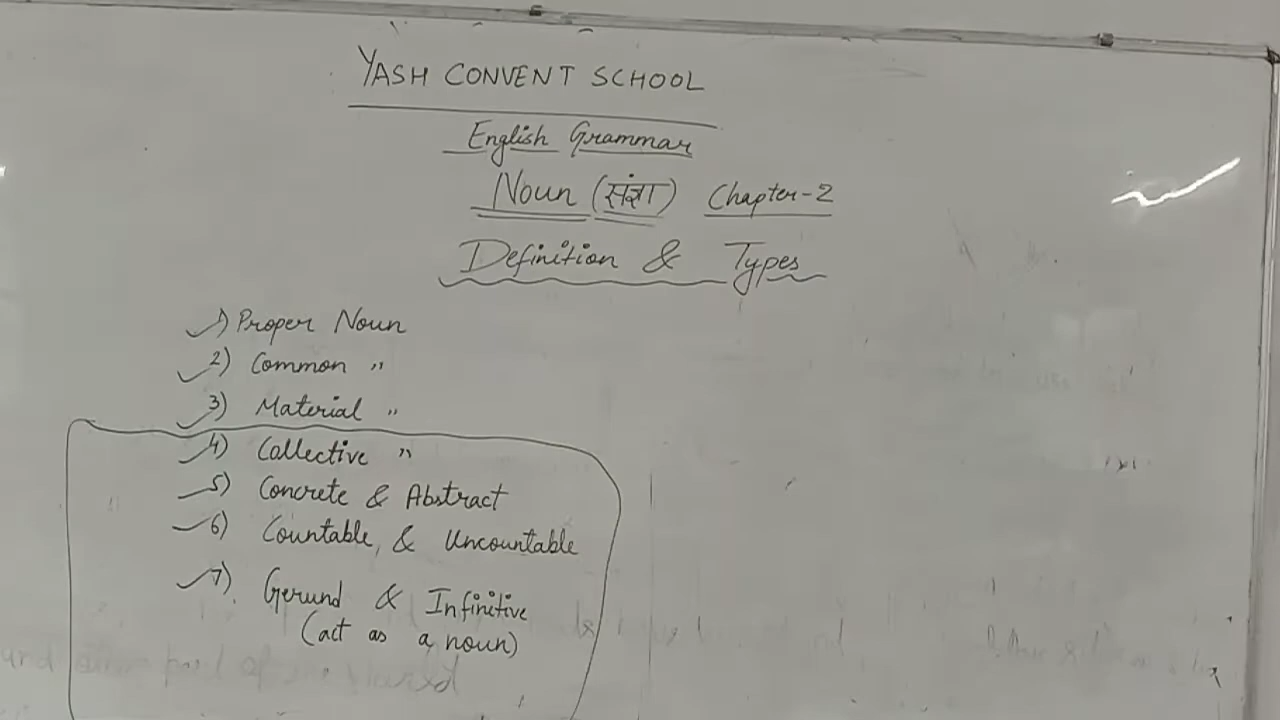 YASH CONVENT SCHOOL
English Grammar
Noun (संज्ञा) Chapter-2
Definition & Types
1) Proper Noun
2) Common "
3) Material "
4) Collective "
5) Concrete & Abstract
6) Countable & Uncountable
7) Gerund & Infinitive
(act as a noun)